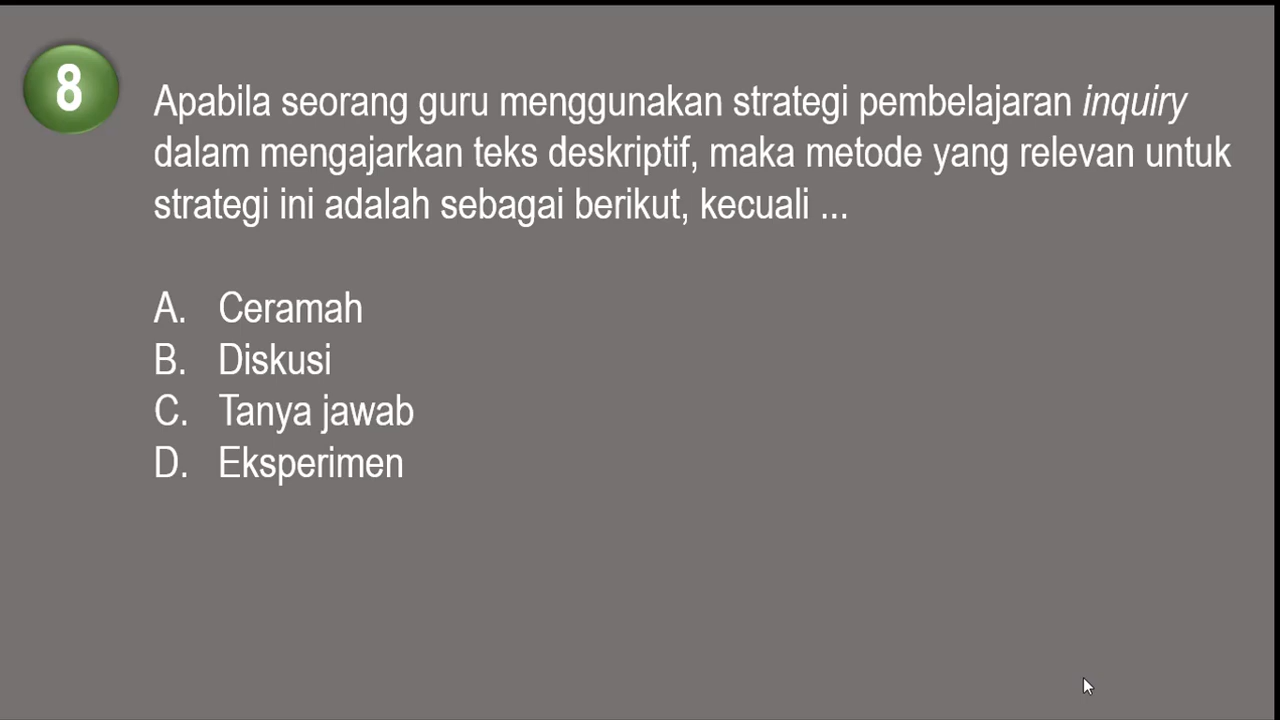 8
Apabila seorang guru menggunakan strategi pembelajaran inquiry
dalam mengajarkan teks deskriptif, maka metode yang relevan untuk
strategi ini adalah sebagai berikut, kecuali ...
A. Ceramah
B. Diskusi
C. Tanya jawab
D. Eksperimen